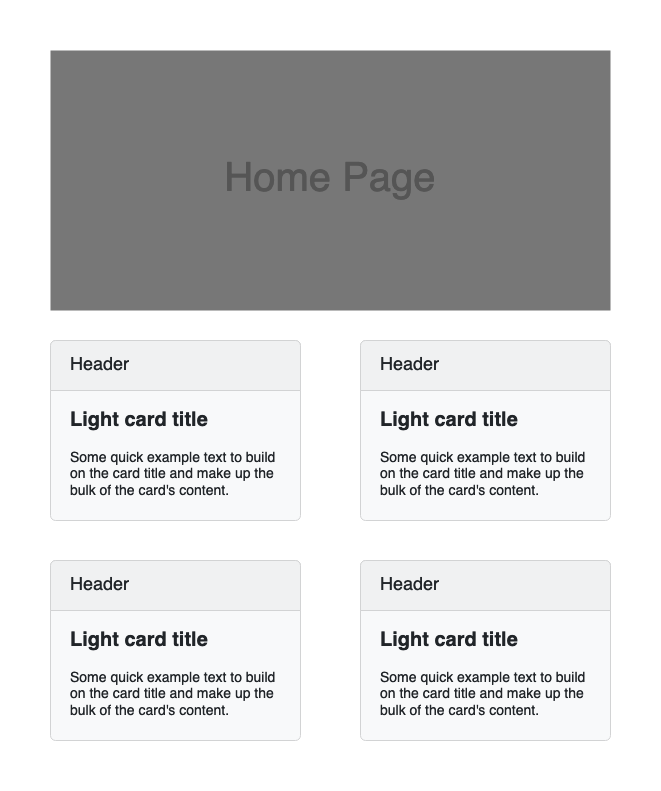 Home Page
Header
Light card title
Some quick example text to build
on the card title and make up the
bulk of the card's content.
Header
Light card title
Some quick example text to build
on the card title and make up the
bulk of the card's content.
Header
Light card title
Some quick example text to build
on the card title and make up the
bulk of the card's content.
Header
Light card title
Some quick example text to build
on the card title and make up the
bulk of the card's content.